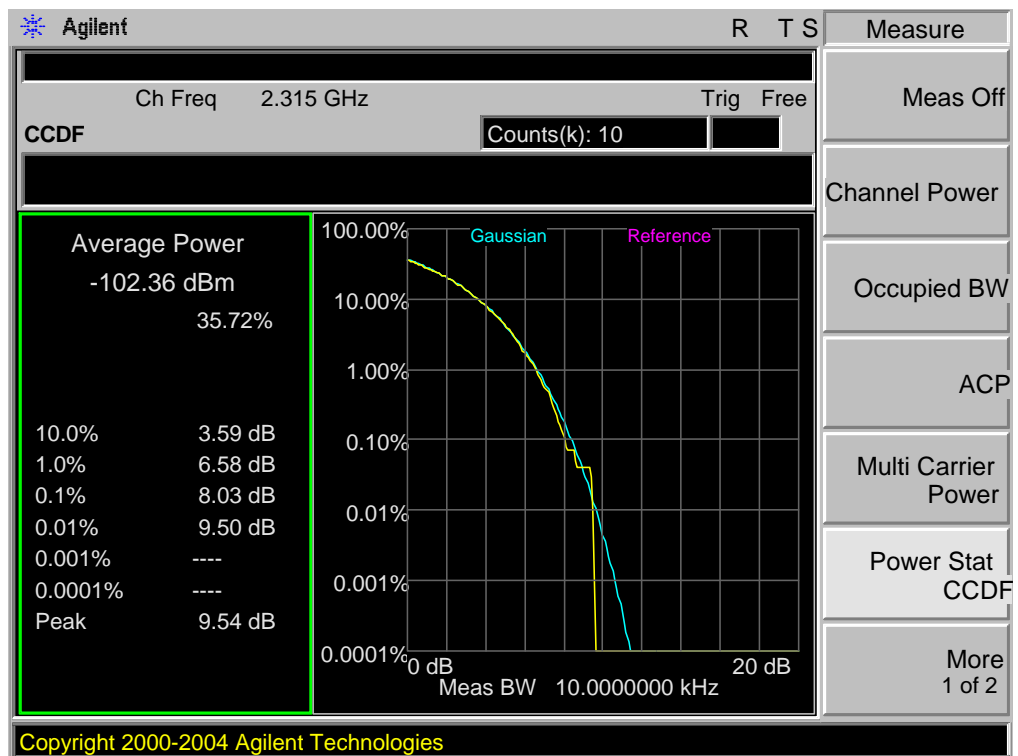 Agilent
R T S
Measure
Ch Freq 2.315 GHz
Trig Free
CCDF
Counts(k): 10
Average Power
-102.36 dBm
35.72%
10.0% 3.59 dB
1.0% 6.58 dB
0.1% 8.03 dB
0.01% 9.50 dB
0.001% ----
0.0001% ----
Peak 9.54 dB
Gaussian
Reference
100.00%
10.00%
1.00%
0.10%
0.01%
0.001%
0.0001%
0 dB
20 dB
Meas BW 10.0000000 kHz
Meas Off
Channel Power
Occupied BW
ACP
Multi Carrier
Power
Power Stat
CCDF
More
1 of 2
Copyright 2000-2004 Agilent Technologies